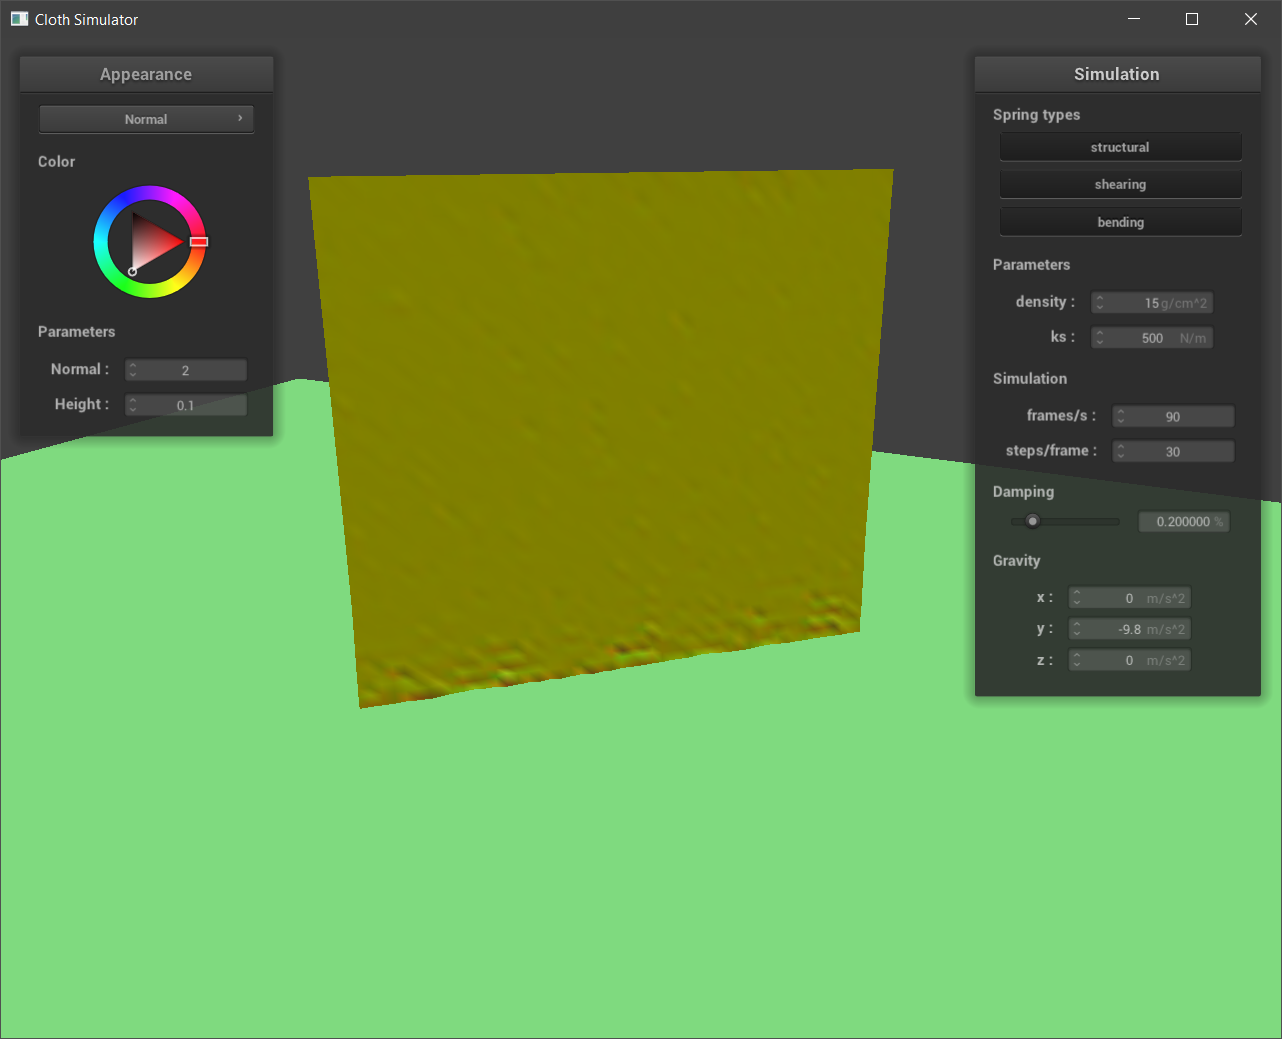 Cloth Simulator
Appearance
Normal
Color
Parameters
Normal : 2
Height : 0.1
Simulation
Spring types
structural
shearing
bending
Parameters
density : 15 g/cm^2
ks : 500 N/m
Simulation
frames/s : 90
steps/frame : 30
Damping
0.200000 %
Gravity
x : 0 m/s^2
y : -9.8 m/s^2
z : 0 m/s^2